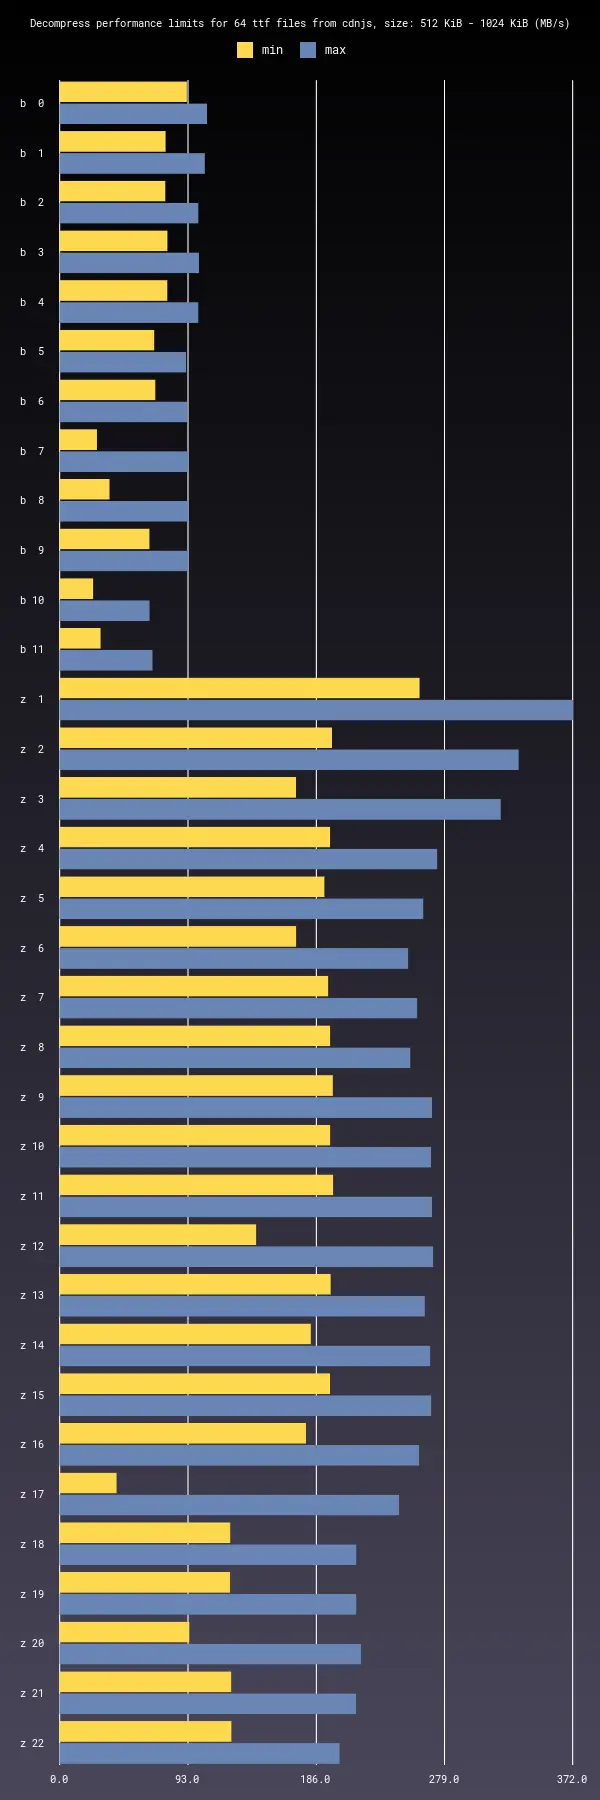 Decompress performance limits for 64 ttf files from cdnjs, size: 512 KiB - 1024 KiB (MB/s)
min max
b 0
b 1
b 2
b 3
b 4
b 5
b 6
b 7
b 8
b 9
b 10
b 11
z 1
z 2
z 3
z 4
z 5
z 6
z 7
z 8
z 9
z 10
z 11
z 12
z 13
z 14
z 15
z 16
z 17
z 18
z 19
z 20
z 21
z 22
0.0 93.0 186.0 279.0 372.0